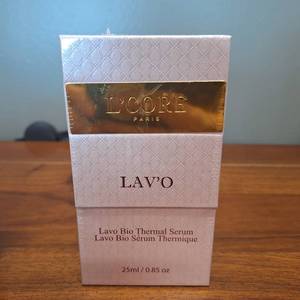 L'CORE
PARIS
LAV'O
Lavo Bio Thermal Serum
Lavo Bio Sérum Thermique
25ml / 0.85 oz